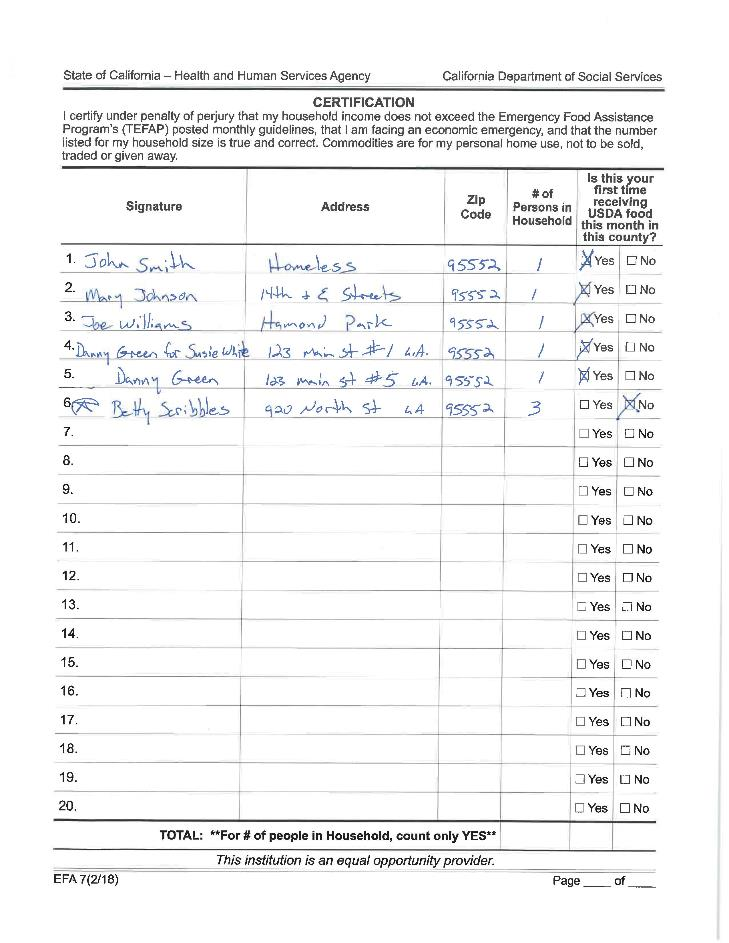 State of California – Health and Human Services Agency California Department of Social Services
CERTIFICATION
I certify under penalty of perjury that my household income does not exceed the Emergency Food Assistance
Program's (TEFAP) posted monthly guidelines, that I am facing an economic emergency, and that the number
listed for my household size is true and correct. Commodities are for my personal home use, not to be sold,
traded or given away.
Signature Address Zip Code # of Persons in Household Is this your first time receiving USDA food this month in this county?
1. John Smith Homeless 95552 1 Yes No
2. Mary Johnson 14th + E Streets 95552 1 Yes No
3. Joe Williams Hamond Park 95552 1 Yes No
4. Danny Green for Susie White 123 Main St #1 LA. 95552 1 Yes No
5. Danny Green 123 main st #5 LA. 95552 1 Yes No
6. Betty Scribbles 920 North St LA 95552 3 Yes No
7. Yes No
8. Yes No
9. Yes No
10. Yes No
11. Yes No
12. Yes No
13. Yes No
14. Yes No
15. Yes No
16. Yes No
17. Yes No
18. Yes No
19. Yes No
20. Yes No
TOTAL: **For # of people in Household, count only YES**
This institution is an equal opportunity provider.
EFA 7(2/18) Page ____ of ____